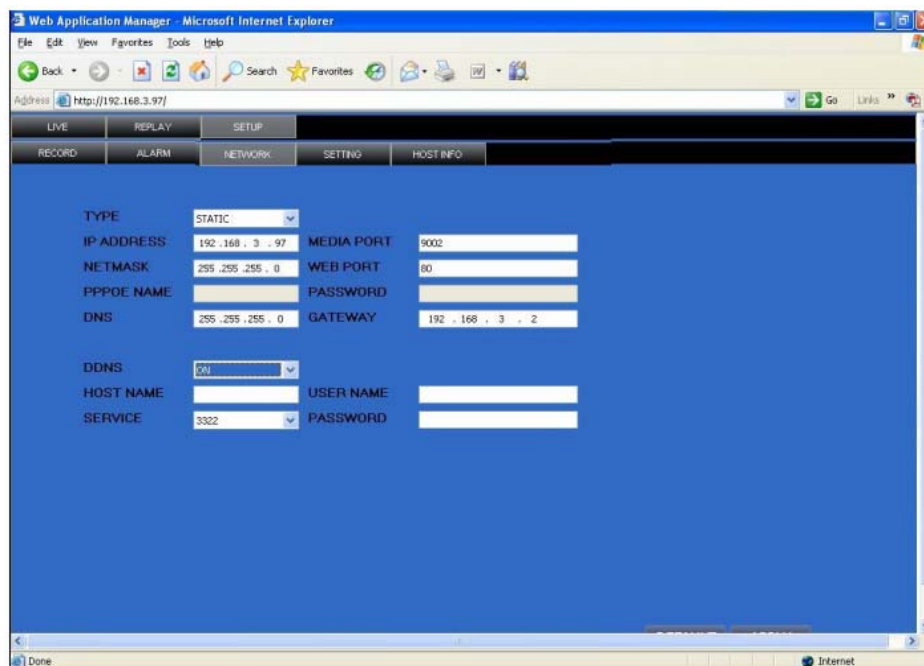 Web Application Manager - Microsoft Internet Explorer
File Edit View Favorites Tools Help
Back Search Favorites
Address http://192.168.3.97/ Go Links »
LIVE REPLAY SETUP
RECORD ALARM NETWORK SETTING HOST INFO
TYPE STATIC
IP ADDRESS 192 .168 . 3 . 97 MEDIA PORT 9002
NETMASK 255 .255 .255 . 0 WEB PORT 80
PPPOE NAME PASSWORD
DNS 255 .255 .255 . 0 GATEWAY 192 . 168 . 3 . 2
DDNS ON
HOST NAME USER NAME
SERVICE 3322 PASSWORD
Done Internet